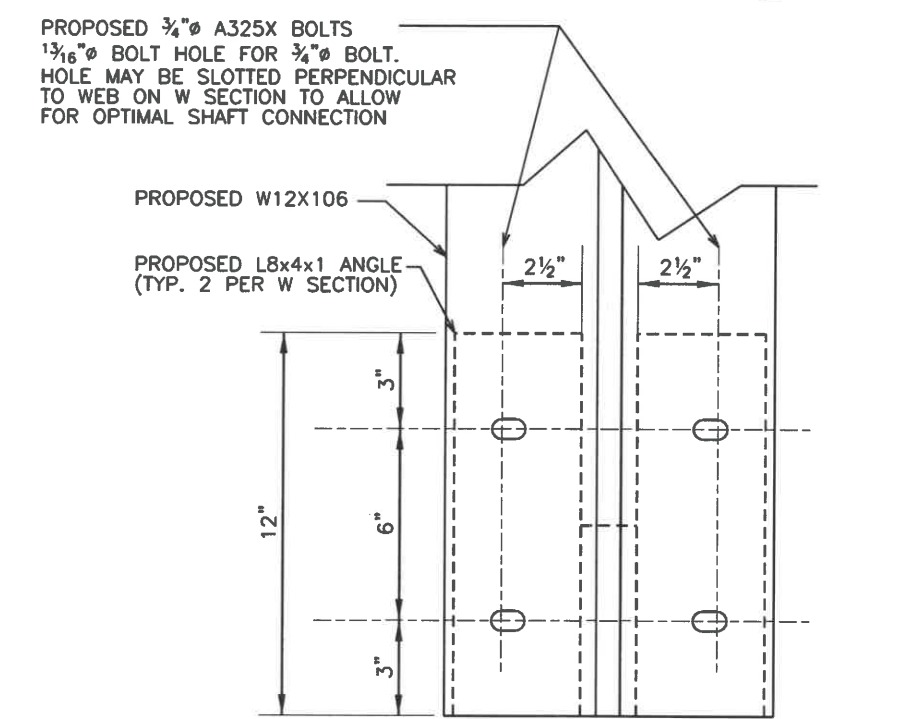 PROPOSED ¾"ø A325X BOLTS
¹³⁄₁₆"ø BOLT HOLE FOR ¾"ø BOLT.
HOLE MAY BE SLOTTED PERPENDICULAR
TO WEB ON W SECTION TO ALLOW
FOR OPTIMAL SHAFT CONNECTION
PROPOSED W12X106
PROPOSED L8x4x1 ANGLE
(TYP. 2 PER W SECTION)
2½"
2½"
3"
12"
6"
3"